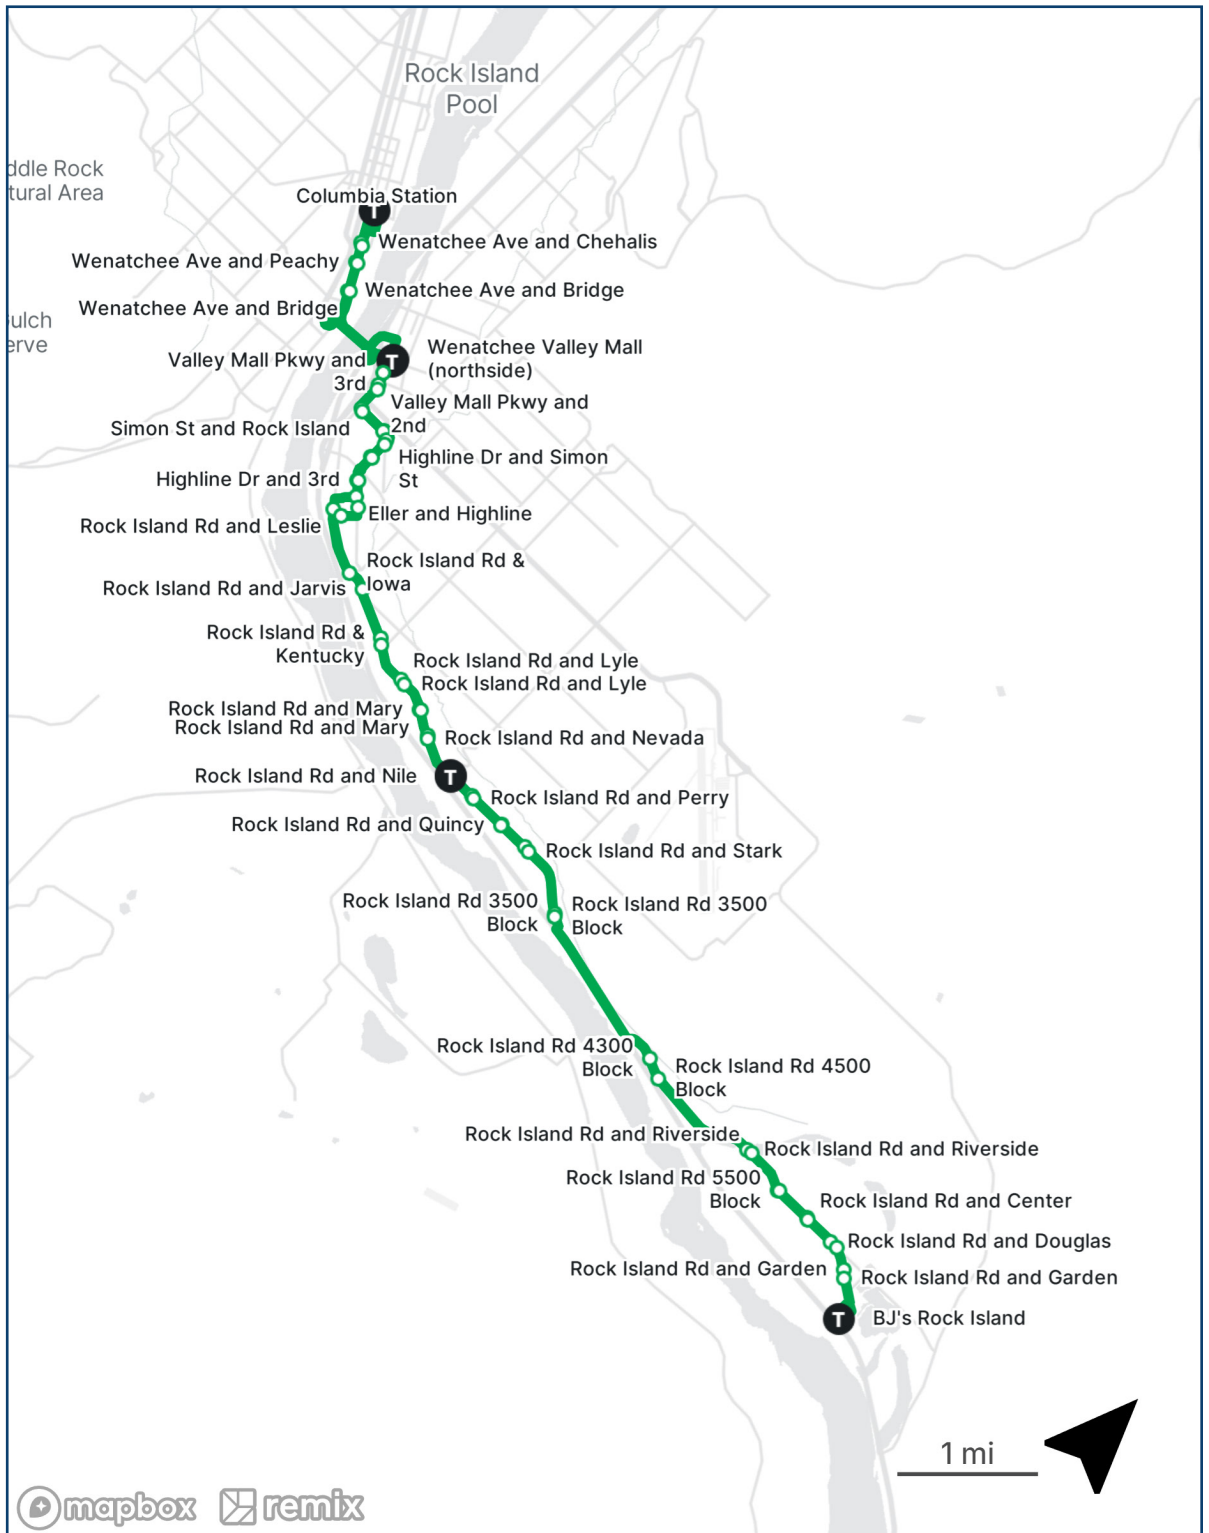 Rock Island
Pool
ddle Rock
tural Area
Columbia Station
T
Wenatchee Ave and Chehalis
Wenatchee Ave and Peachy
Wenatchee Ave and Bridge
Wenatchee Ave and Bridge
ulch
erve
Wenatchee Valley Mall
(northside)
T
Valley Mall Pkwy and
3rd
Valley Mall Pkwy and
2nd
Simon St and Rock Island
Highline Dr and Simon
St
Highline Dr and 3rd
Eller and Highline
Rock Island Rd and Leslie
Rock Island Rd &
Iowa
Rock Island Rd and Jarvis
Rock Island Rd &
Kentucky
Rock Island Rd and Lyle
Rock Island Rd and Lyle
Rock Island Rd and Mary
Rock Island Rd and Mary
Rock Island Rd and Nevada
Rock Island Rd and Nile
T
Rock Island Rd and Perry
Rock Island Rd and Quincy
Rock Island Rd and Stark
Rock Island Rd 3500
Block
Rock Island Rd 3500
Block
Rock Island Rd 4300
Block
Rock Island Rd 4500
Block
Rock Island Rd and Riverside
Rock Island Rd and Riverside
Rock Island Rd 5500
Block
Rock Island Rd and Center
Rock Island Rd and Douglas
Rock Island Rd and Garden
Rock Island Rd and Garden
T
BJ's Rock Island
1 mi
mapbox remix